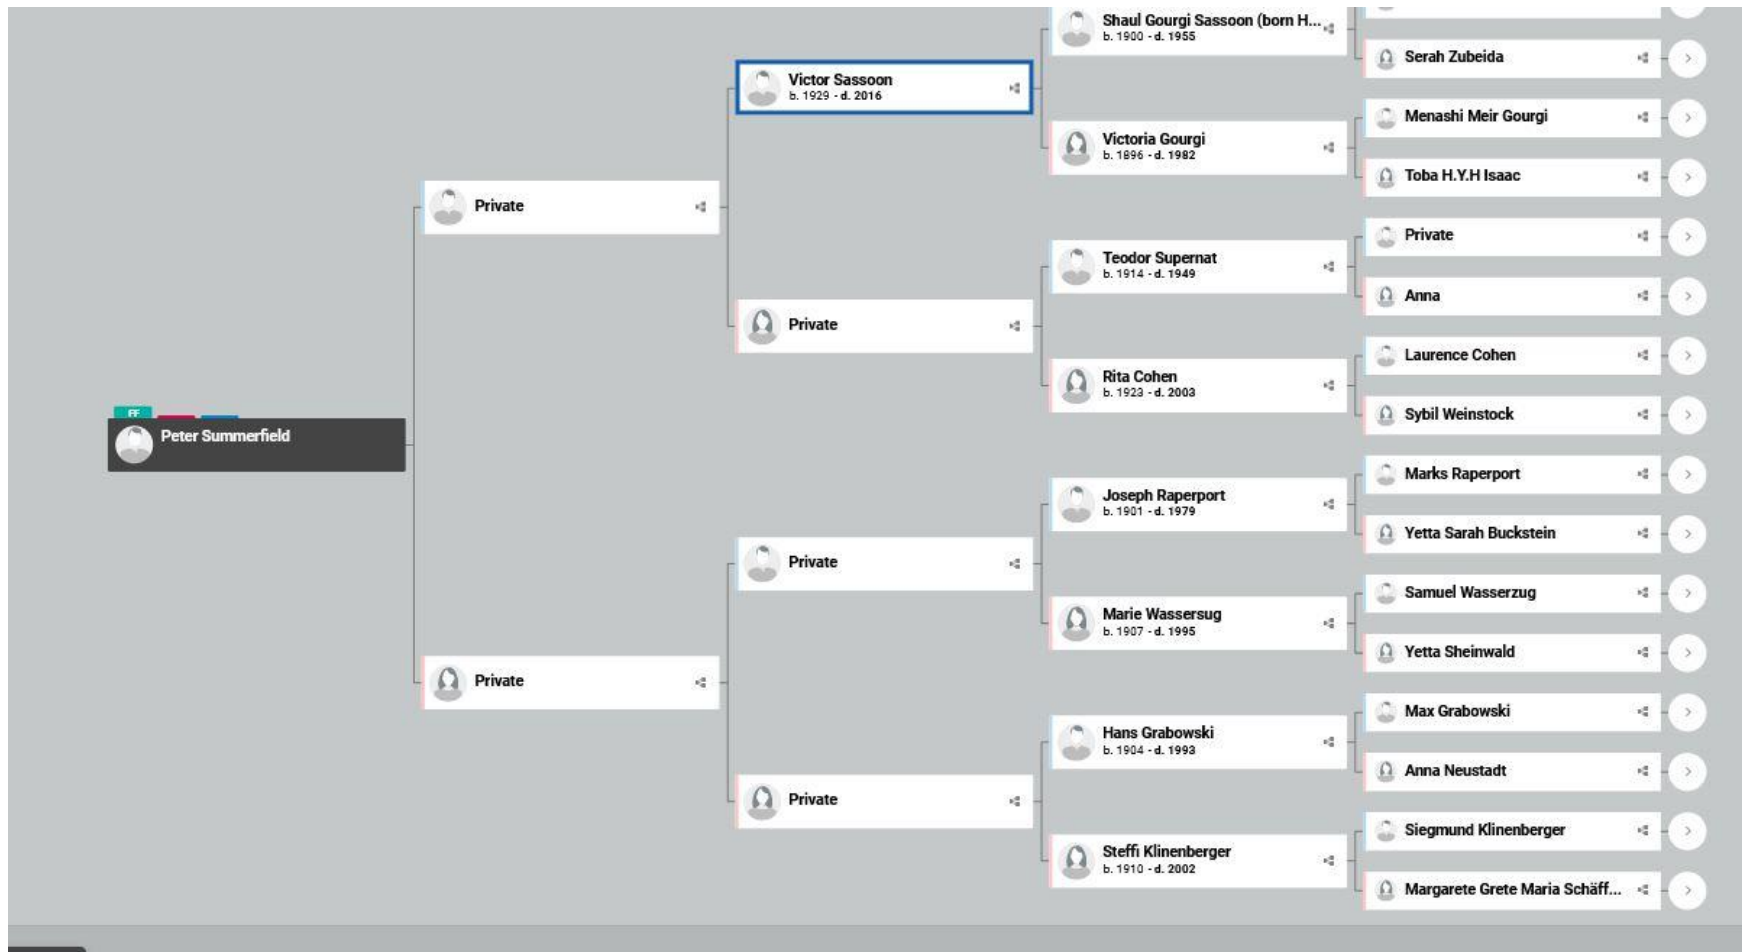 FF
Peter Summerfield
Private
Private
Victor Sassoon
b. 1929 - d. 2016
Private
Private
Private
Shaul Gourgi Sassoon (born H...
b. 1900 - d. 1955
Victoria Gourgi
b. 1896 - d. 1982
Teodor Supernat
b. 1914 - d. 1949
Rita Cohen
b. 1923 - d. 2003
Joseph Raperport
b. 1901 - d. 1979
Marie Wassersug
b. 1907 - d. 1995
Hans Grabowski
b. 1904 - d. 1993
Steffi Klinenberger
b. 1910 - d. 2002
Serah Zubeida
Menashi Meir Gourgi
Toba H.Y.H Isaac
Private
Anna
Laurence Cohen
Sybil Weinstock
Marks Raperport
Yetta Sarah Buckstein
Samuel Wasserzug
Yetta Sheinwald
Max Grabowski
Anna Neustadt
Siegmund Klinenberger
Margarete Grete Maria Schäff...